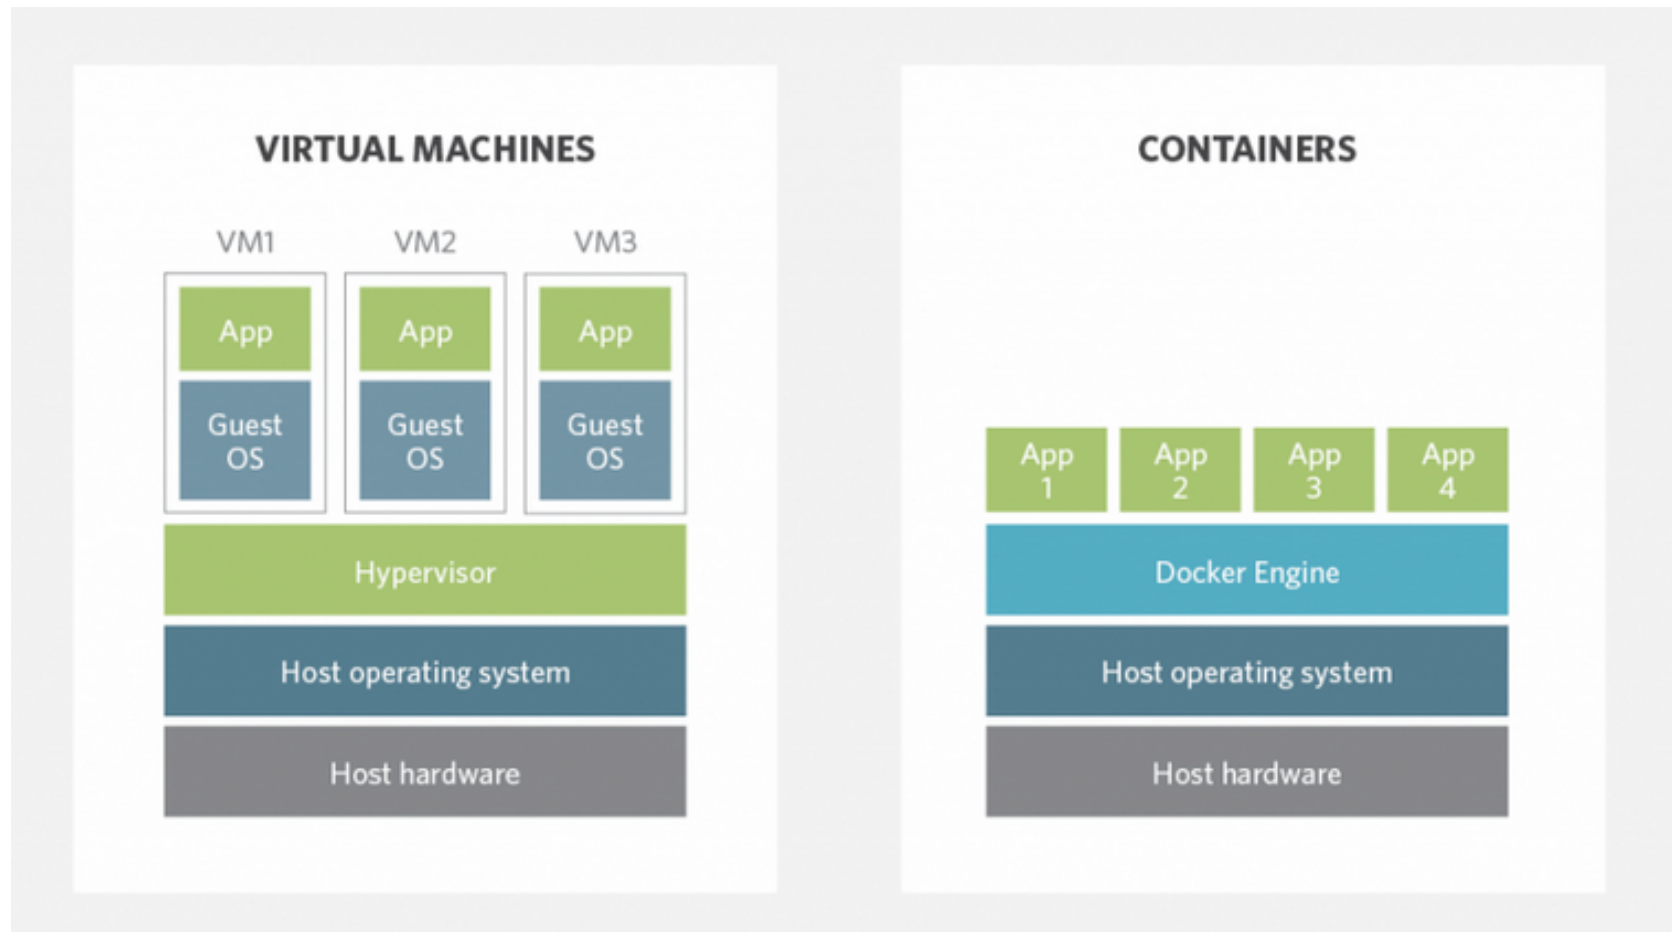 VIRTUAL MACHINES
VM1 VM2 VM3
App App App
Guest Guest Guest
OS OS OS
Hypervisor
Host operating system
Host hardware
CONTAINERS
App App App App
1 2 3 4
Docker Engine
Host operating system
Host hardware